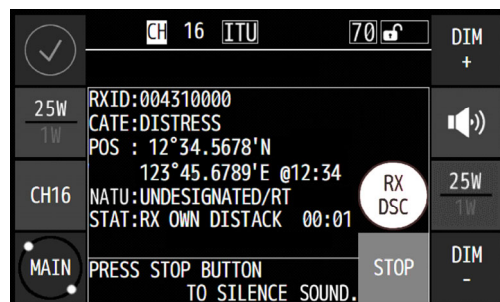 CH 16 ITU 70
DIM
+
25W
1W
RXID:004310000
CATE:DISTRESS
POS : 12°34.5678'N
123°45.6789'E @12:34
NATU:UNDESIGNATED/RT
STAT:RX OWN DISTACK 00:01
RX
DSC
25W
1W
CH16
MAIN
PRESS STOP BUTTON
TO SILENCE SOUND.
STOP
DIM
-